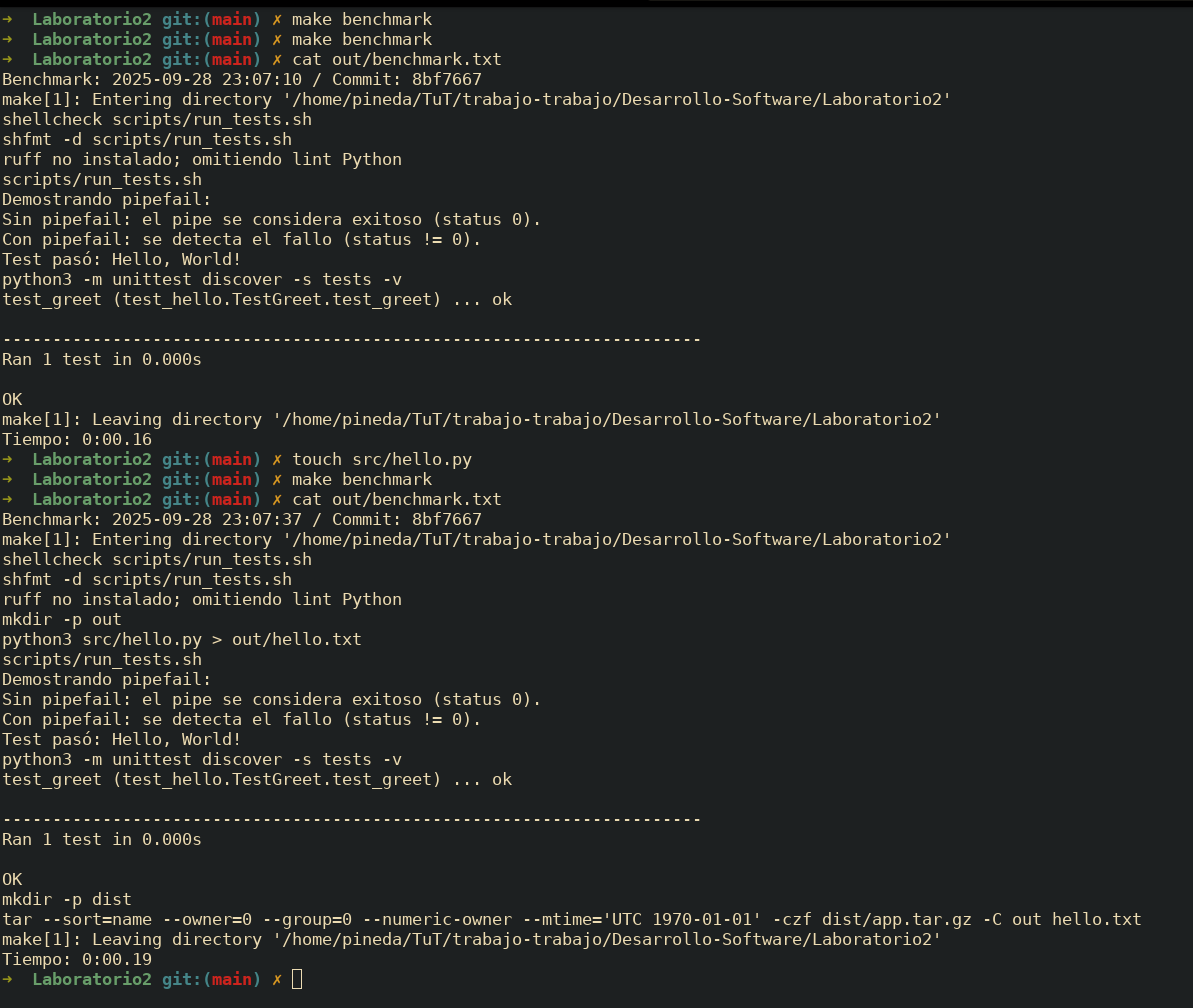 ➜  Laboratorio2 git:(main) ✗ make benchmark
➜  Laboratorio2 git:(main) ✗ make benchmark
➜  Laboratorio2 git:(main) ✗ cat out/benchmark.txt
Benchmark: 2025-09-28 23:07:10 / Commit: 8bf7667
make[1]: Entering directory '/home/pineda/TuT/trabajo-trabajo/Desarrollo-Software/Laboratorio2'
shellcheck scripts/run_tests.sh
shfmt -d scripts/run_tests.sh
ruff no instalado; omitiendo lint Python
scripts/run_tests.sh
Demostrando pipefail:
Sin pipefail: el pipe se considera exitoso (status 0).
Con pipefail: se detecta el fallo (status != 0).
Test pasó: Hello, World!
python3 -m unittest discover -s tests -v
test_greet (test_hello.TestGreet.test_greet) ... ok

----------------------------------------------------------------------
Ran 1 test in 0.000s

OK
make[1]: Leaving directory '/home/pineda/TuT/trabajo-trabajo/Desarrollo-Software/Laboratorio2'
Tiempo: 0:00.16
➜  Laboratorio2 git:(main) ✗ touch src/hello.py
➜  Laboratorio2 git:(main) ✗ make benchmark
➜  Laboratorio2 git:(main) ✗ cat out/benchmark.txt
Benchmark: 2025-09-28 23:07:37 / Commit: 8bf7667
make[1]: Entering directory '/home/pineda/TuT/trabajo-trabajo/Desarrollo-Software/Laboratorio2'
shellcheck scripts/run_tests.sh
shfmt -d scripts/run_tests.sh
ruff no instalado; omitiendo lint Python
mkdir -p out
python3 src/hello.py > out/hello.txt
scripts/run_tests.sh
Demostrando pipefail:
Sin pipefail: el pipe se considera exitoso (status 0).
Con pipefail: se detecta el fallo (status != 0).
Test pasó: Hello, World!
python3 -m unittest discover -s tests -v
test_greet (test_hello.TestGreet.test_greet) ... ok

----------------------------------------------------------------------
Ran 1 test in 0.000s

OK
mkdir -p dist
tar --sort=name --owner=0 --group=0 --numeric-owner --mtime='UTC 1970-01-01' -czf dist/app.tar.gz -C out hello.txt
make[1]: Leaving directory '/home/pineda/TuT/trabajo-trabajo/Desarrollo-Software/Laboratorio2'
Tiempo: 0:00.19
➜  Laboratorio2 git:(main) ✗